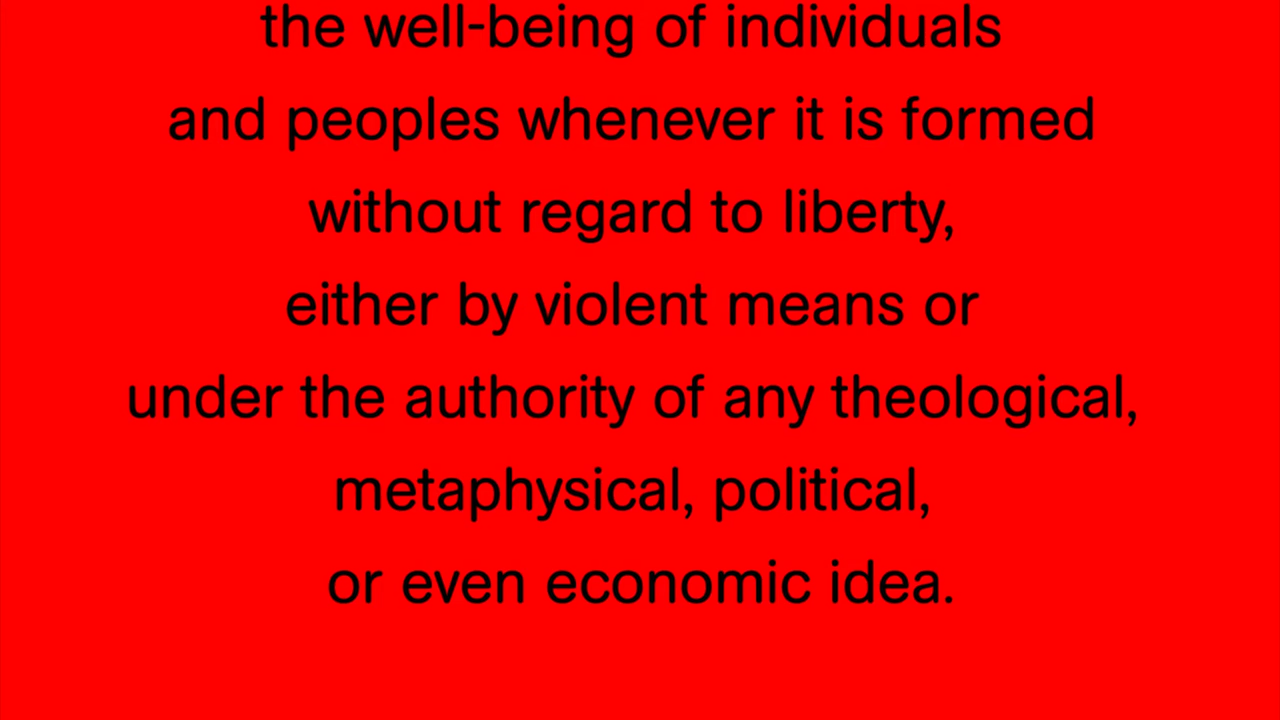 the well-being of individuals
and peoples whenever it is formed
without regard to liberty,
either by violent means or
under the authority of any theological,
metaphysical, political,
or even economic idea.